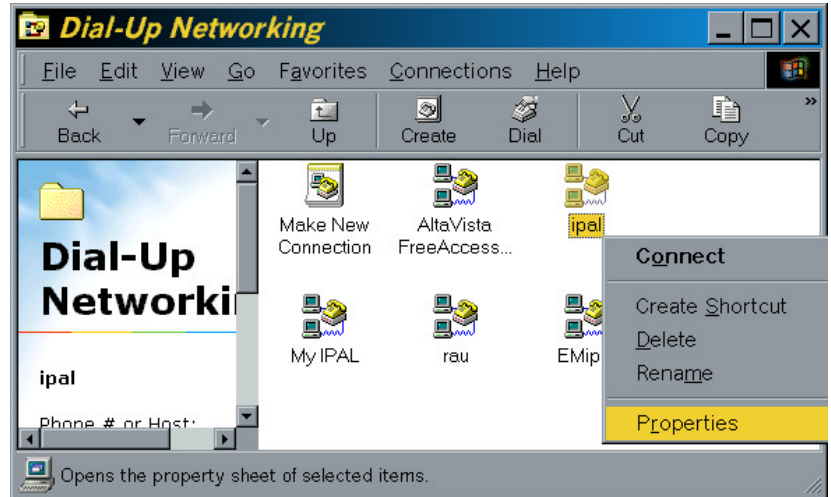 Dial-Up Networking
File Edit View Go Favorites Connections Help
Back Forward Up Create Dial Cut Copy »
Dial-Up
Networki
ipal
Phone # or Host:
Make New
Connection
AltaVista
FreeAccess...
ipal
My IPAL
rau
EMip
Connect
Create Shortcut
Delete
Rename
Properties
Opens the property sheet of selected items.